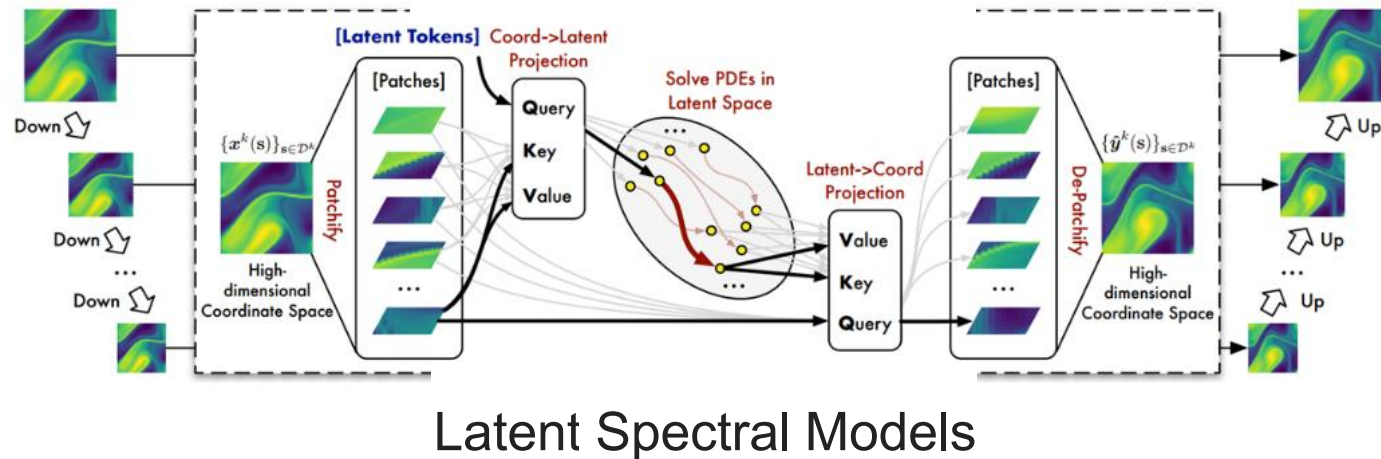 Down
Down
...
Down
{x^k(s)}_{s∈D^k}
High-
dimensional
Coordinate Space
Patchify
[Patches]
...
[Latent Tokens]
Coord->Latent
Projection
Query
Key
Value
Solve PDEs in
Latent Space
...
...
Latent->Coord
Projection
Value
Key
Query
[Patches]
...
De-Patchify
{ŷ^k(s)}_{s∈D^k}
High-
dimensional
Coordinate Space
Up
Up
...
Up
Latent Spectral Models